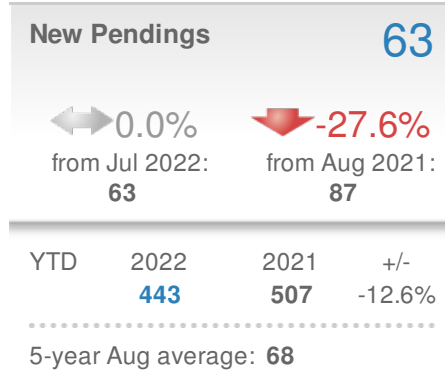 New Pendings 63
0.0% -27.6%
from Jul 2022: from Aug 2021:
63 87
YTD 2022 2021 +/-
443 507 -12.6%
5-year Aug average: 68